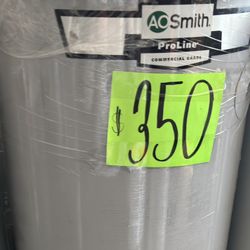 AO Smith
ProLine
COMMERCIAL GRADE
$350